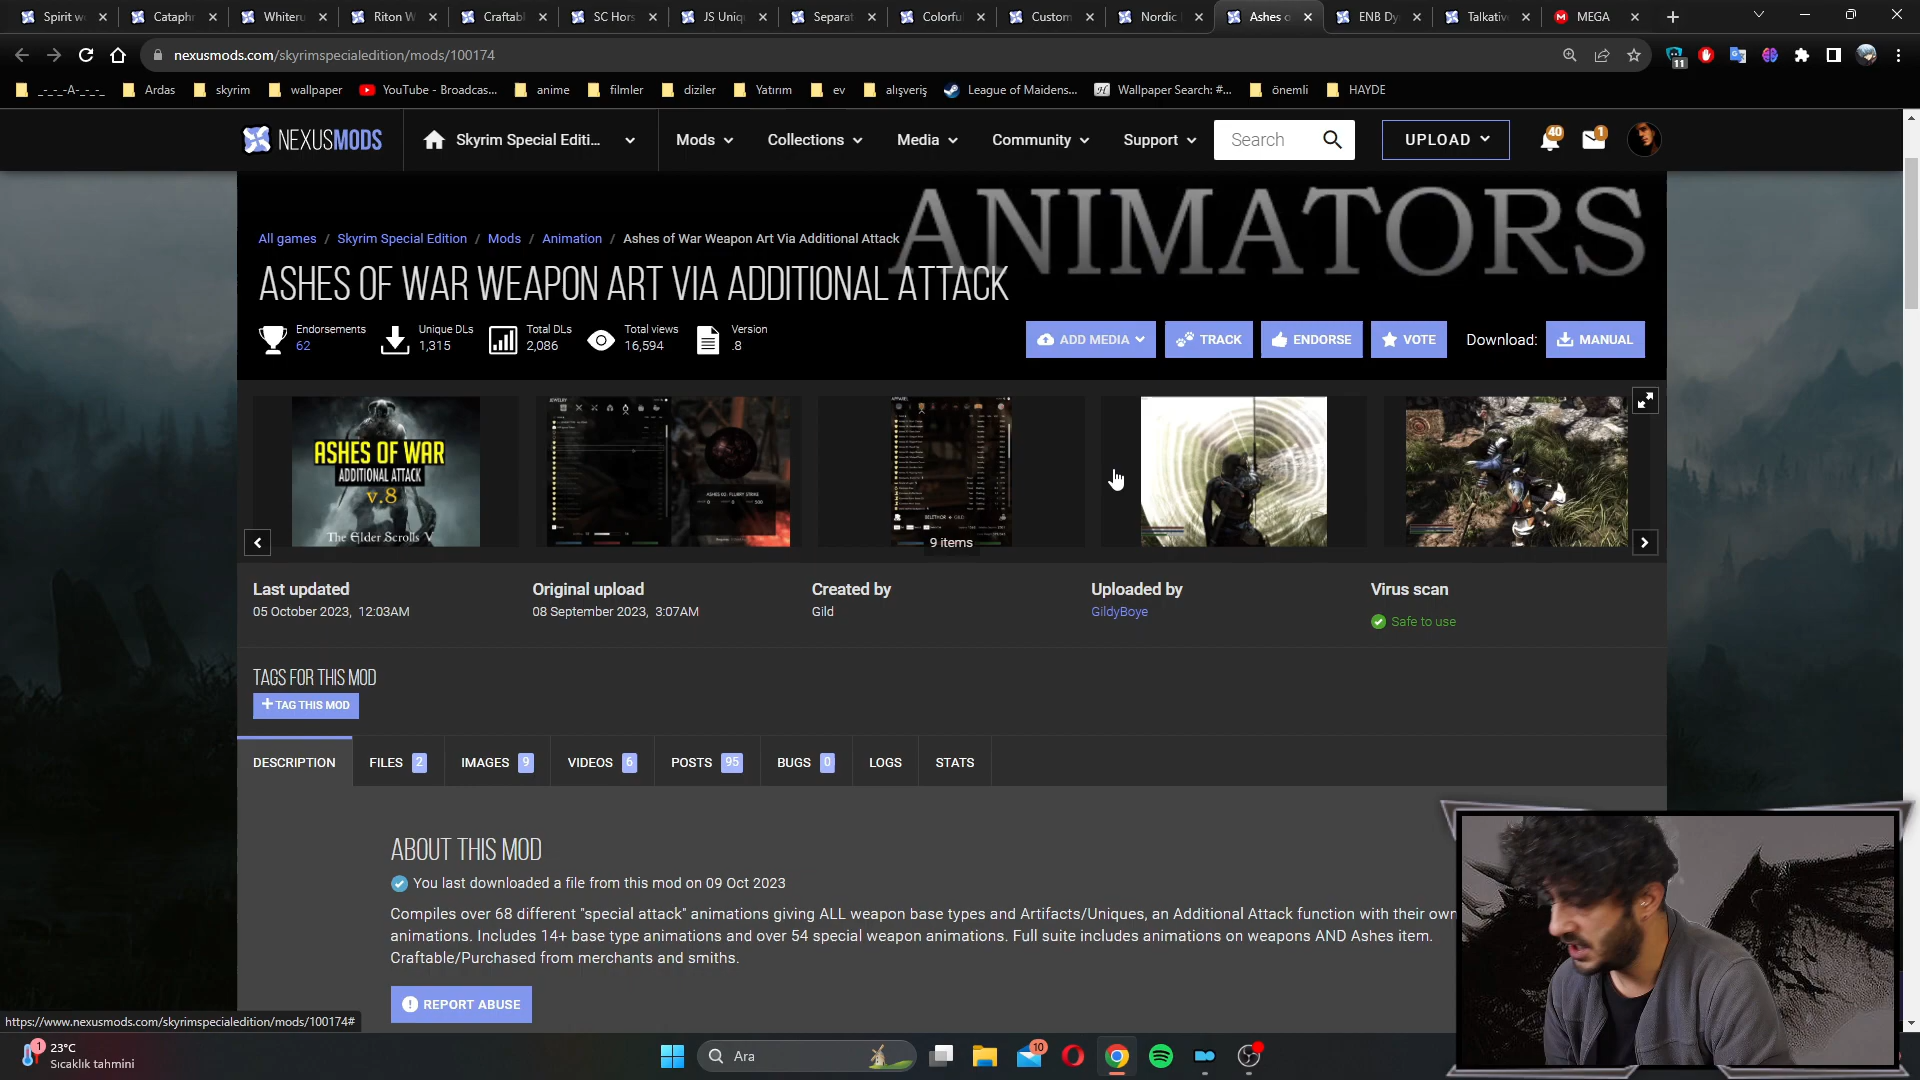 Spirit w
Cataphr
Whiteru
Riton W
Craftabl
SC Hors
JS Uniq
Separat
Colorful
Custom
Nordic
Ashes o
ENB Dy
Talkativ
MEGA
nexusmods.com/skyrimspecialedition/mods/100174
11
_-_-_-A-_-_-
Ardas
skyrim
wallpaper
YouTube - Broadcas...
anime
filmler
diziler
Yatırım
ev
alışveriş
League of Maidens...
Wallpaper Search: #...
önemli
HAYDE
NEXUSMODS
Skyrim Special Editi...
Mods
Collections
Media
Community
Support
Search
UPLOAD
40
1
ANIMATORS
All games / Skyrim Special Edition / Mods / Animation / Ashes of War Weapon Art Via Additional Attack
ASHES OF WAR WEAPON ART VIA ADDITIONAL ATTACK
Endorsements
62
Unique DLs
1,315
Total DLs
2,086
Total views
16,594
Version
.8
ADD MEDIA
TRACK
ENDORSE
VOTE
Download:
MANUAL
ASHES OF WAR
ADDITIONAL ATTACK
v.8
The Elder Scrolls V
9 items
Last updated
05 October 2023, 12:03AM
Original upload
08 September 2023, 3:07AM
Created by
Gild
Uploaded by
GildyBoye
Virus scan
Safe to use
TAGS FOR THIS MOD
+ TAG THIS MOD
DESCRIPTION
FILES 2
IMAGES 9
VIDEOS 6
POSTS 95
BUGS 0
LOGS
STATS
ABOUT THIS MOD
You last downloaded a file from this mod on 09 Oct 2023
Compiles over 68 different "special attack" animations giving ALL weapon base types and Artifacts/Uniques, an Additional Attack function with their own
animations. Includes 14+ base type animations and over 54 special weapon animations. Full suite includes animations on weapons AND Ashes item.
Craftable/Purchased from merchants and smiths.
REPORT ABUSE
https://www.nexusmods.com/skyrimspecialedition/mods/100174#
1
23°C
Sıcaklık tahmini
Ara
10